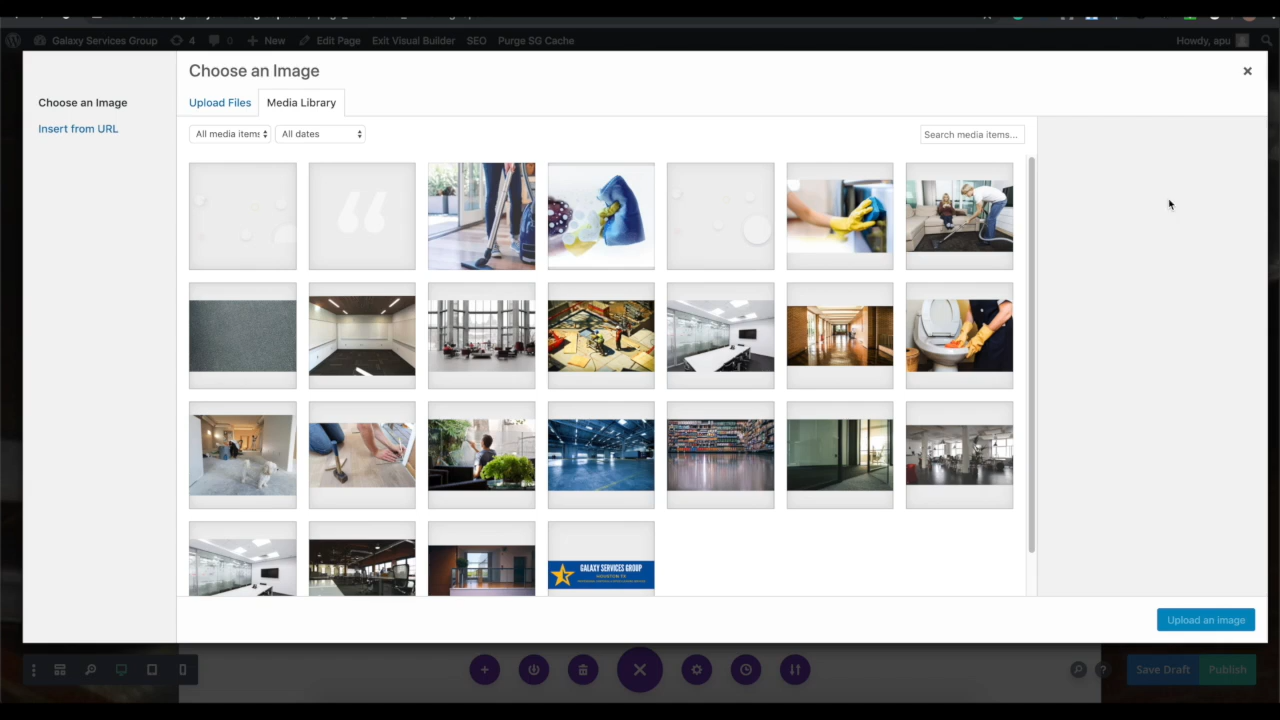 Galaxy Services Group 4 0 New Edit Page Exit Visual Builder SEO Purge SG Cache Howdy, apu
Choose an Image
Choose an Image
Insert from URL
Upload Files Media Library
All media items All dates Search media items...
GALAXY SERVICES GROUP
HOUSTON TX
Upload an image
? Save Draft Publish